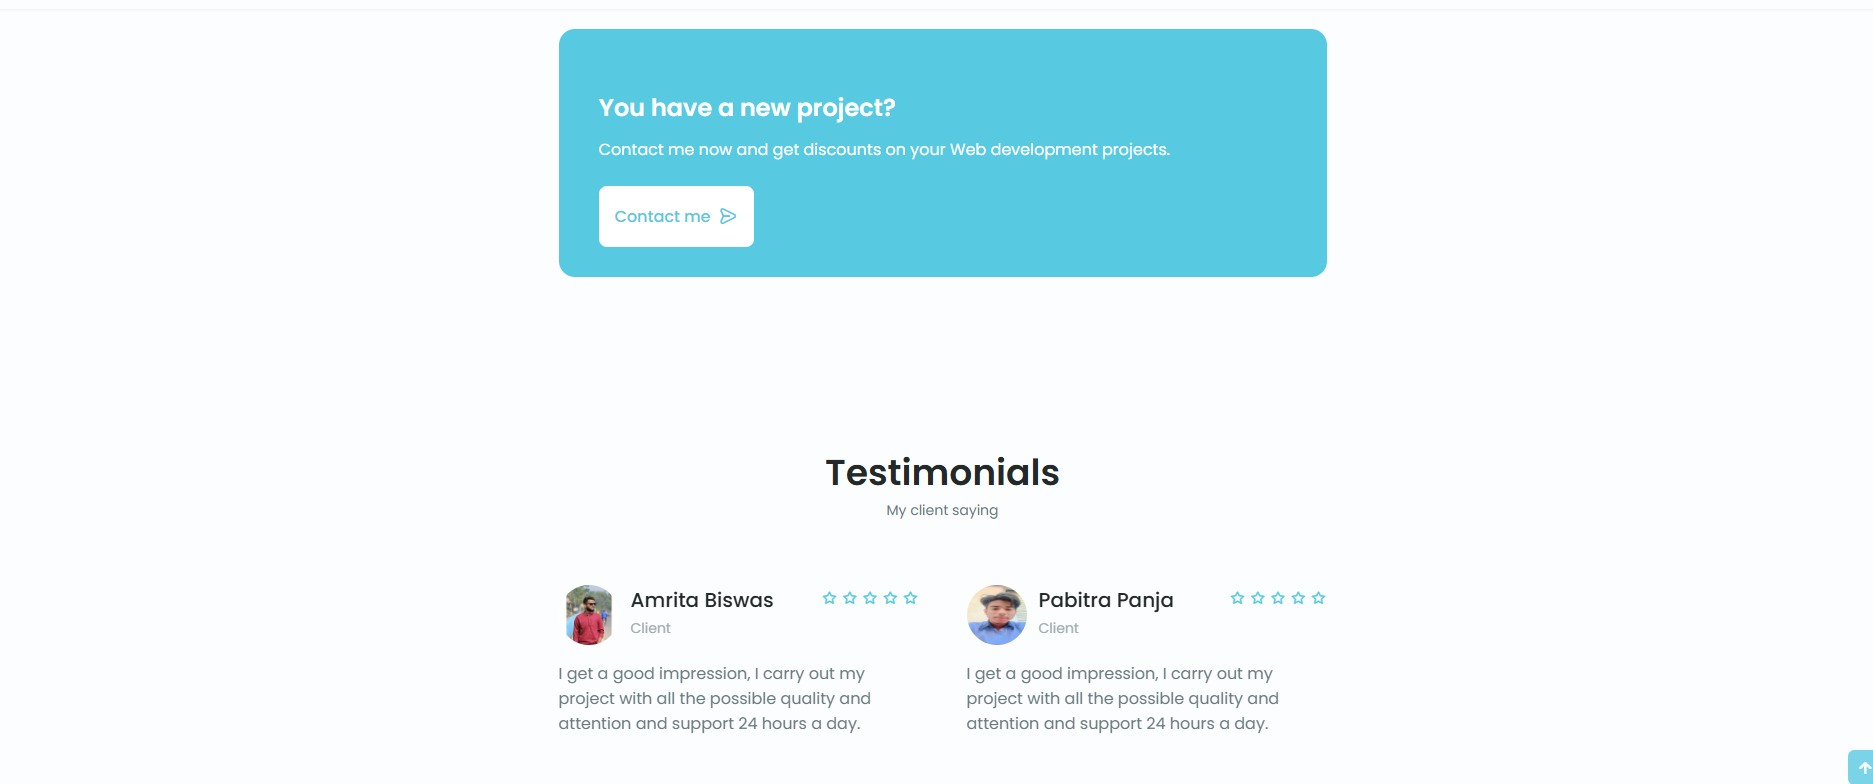 You have a new project?
Contact me now and get discounts on your Web development projects.
Contact me
Testimonials
My client saying
Amrita Biswas
Client
I get a good impression, I carry out my
project with all the possible quality and
attention and support 24 hours a day.
Pabitra Panja
Client
I get a good impression, I carry out my
project with all the possible quality and
attention and support 24 hours a day.